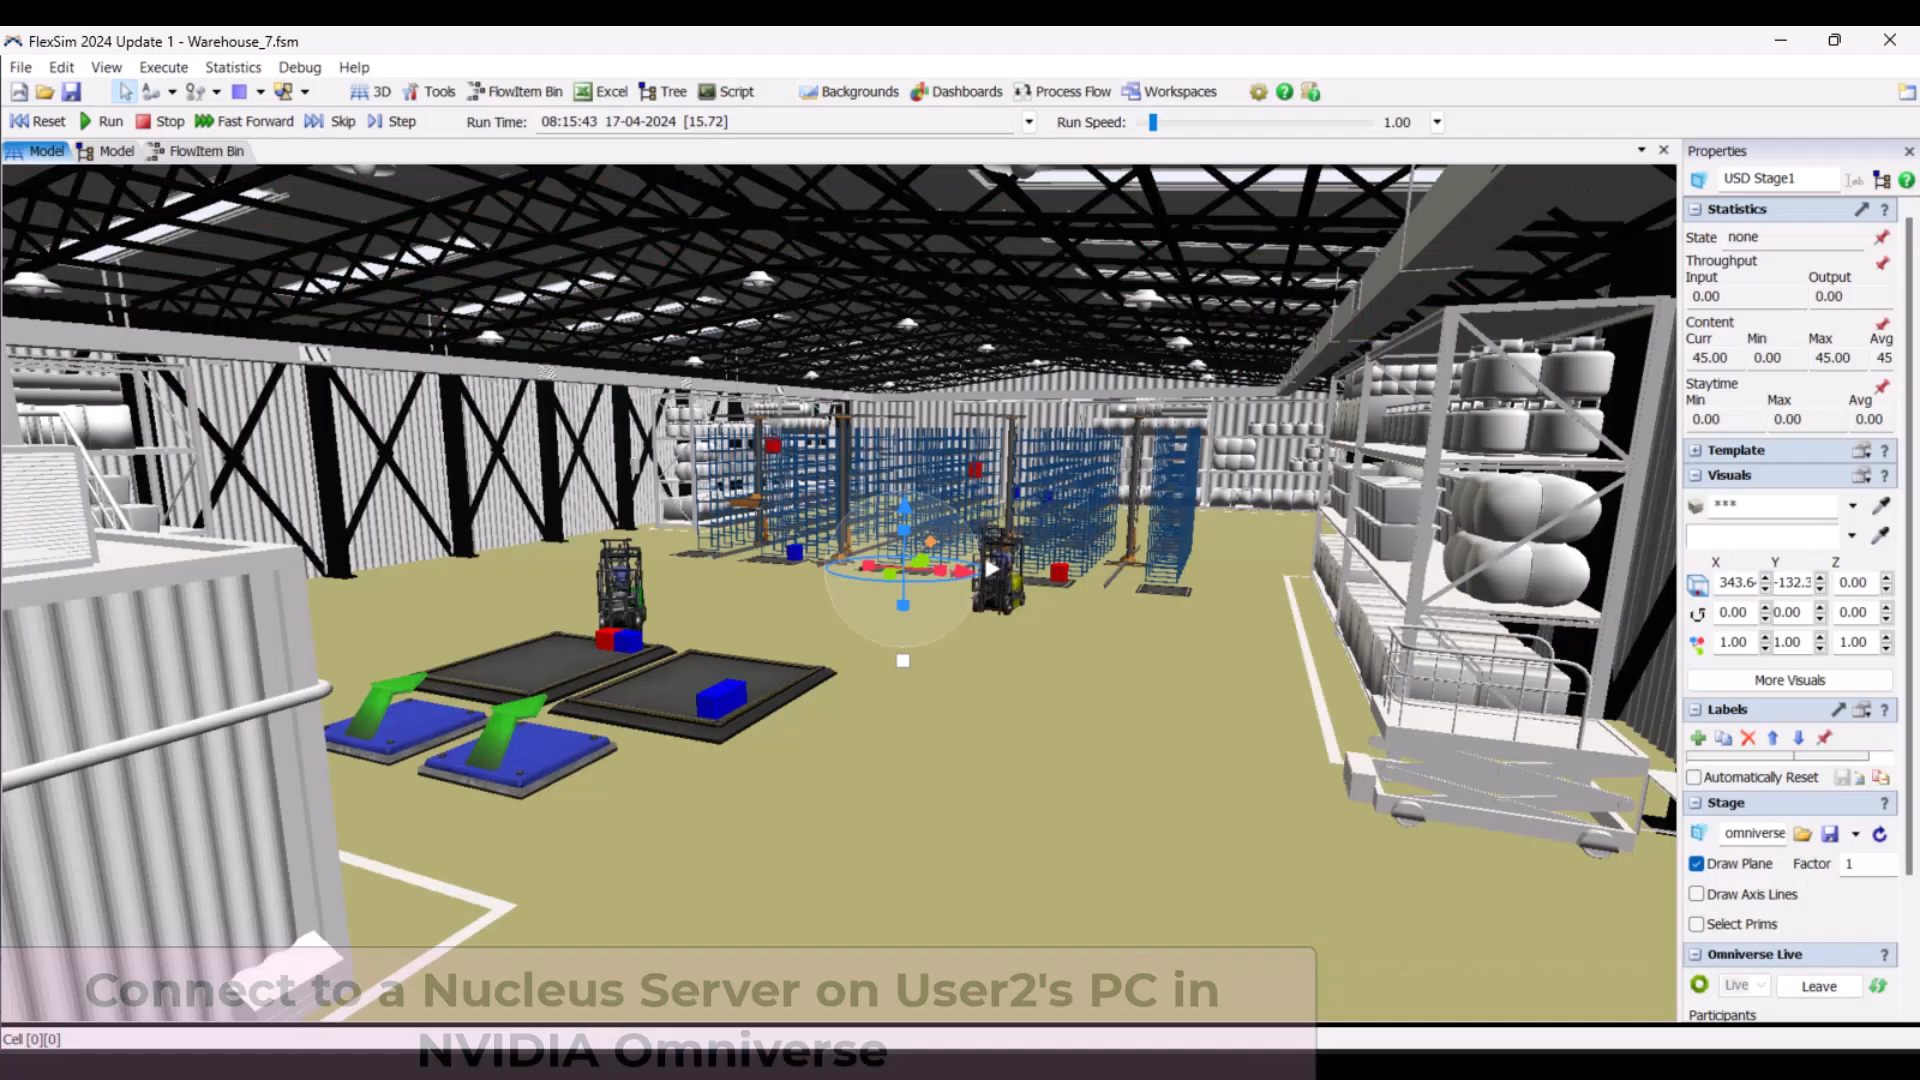 FlexSim 2024 Update 1 - Warehouse_7.fsm
File Edit View Execute Statistics Debug Help
3D Tools FlowItem Bin Excel Tree Script Backgrounds Dashboards Process Flow Workspaces
Reset Run Stop Fast Forward Skip Step Run Time: 08:15:43 17-04-2024 [15.72] Run Speed: 1.00
Model Model FlowItem Bin
Properties
USD Stage1
Statistics
State none
Throughput
Input Output
0.00 0.00
Content
Curr Min Max Avg
45.00 0.00 45.00 45
Staytime
Min Max Avg
0.00 0.00 0.00
Template
Visuals
***
X Y Z
343.6 -132.3 0.00
0.00 0.00 0.00
1.00 1.00 1.00
More Visuals
Labels
Automatically Reset
Stage
omniverse
Draw Plane Factor 1
Draw Axis Lines
Select Prims
Omniverse Live
Live Leave
Participants
Connect to a Nucleus Server on User2's PC in
NVIDIA Omniverse
Cell [0][0]